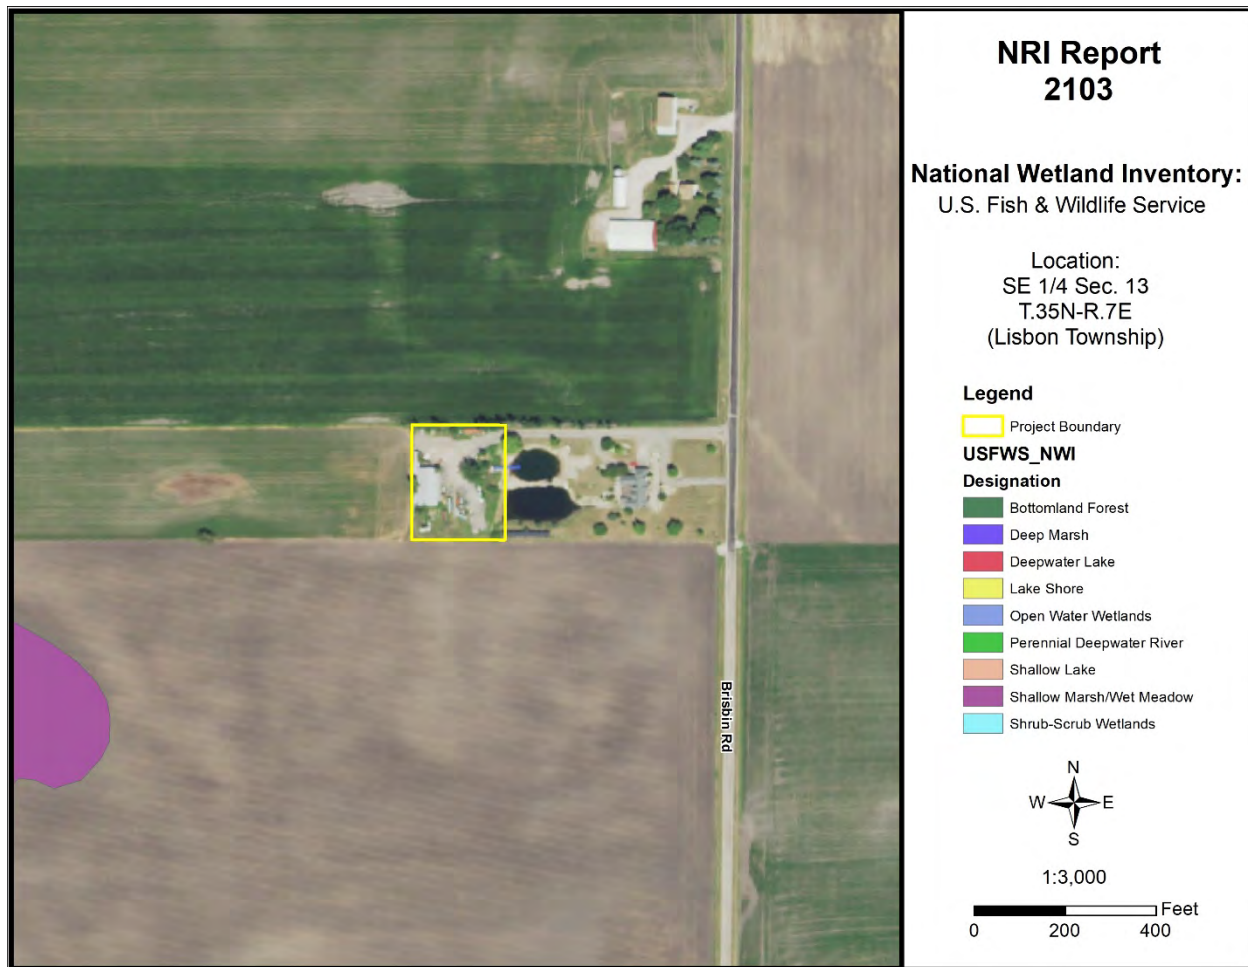 NRI Report
2103
National Wetland Inventory:
U.S. Fish & Wildlife Service
Location:
SE 1/4 Sec. 13
T.35N-R.7E
(Lisbon Township)
Legend
Project Boundary
USFWS_NWI
Designation
Bottomland Forest
Deep Marsh
Deepwater Lake
Lake Shore
Open Water Wetlands
Perennial Deepwater River
Shallow Lake
Shallow Marsh/Wet Meadow
Shrub-Scrub Wetlands
Brisbin Rd
N
W E
S
1:3,000
Feet
0 200 400